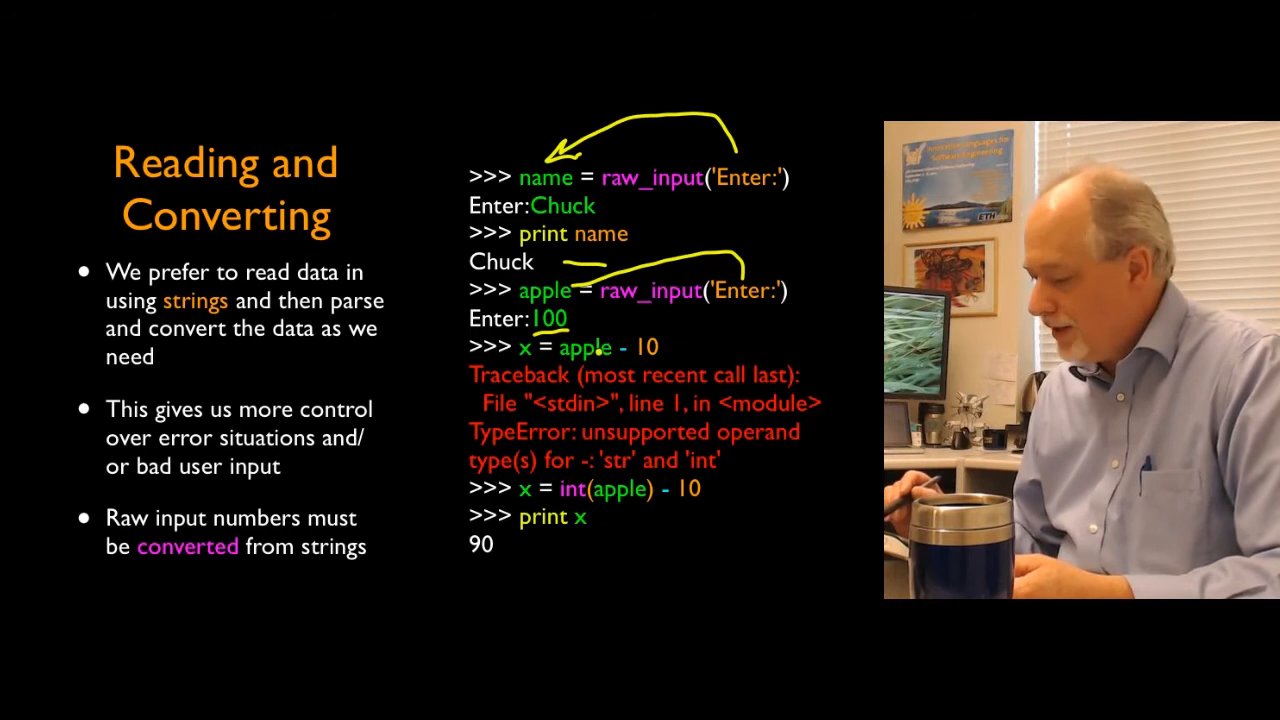 Reading and
Converting
• We prefer to read data in
using strings and then parse
and convert the data as we
need
• This gives us more control
over error situations and/
or bad user input
• Raw input numbers must
be converted from strings
>>> name = raw_input('Enter:')
Enter:Chuck
>>> print name
Chuck
>>> apple = raw_input('Enter:')
Enter:100
>>> x = apple - 10
Traceback (most recent call last):
File "<stdin>", line 1, in <module>
TypeError: unsupported operand
type(s) for -: 'str' and 'int'
>>> x = int(apple) - 10
>>> print x
90
Software Engineering
ETH